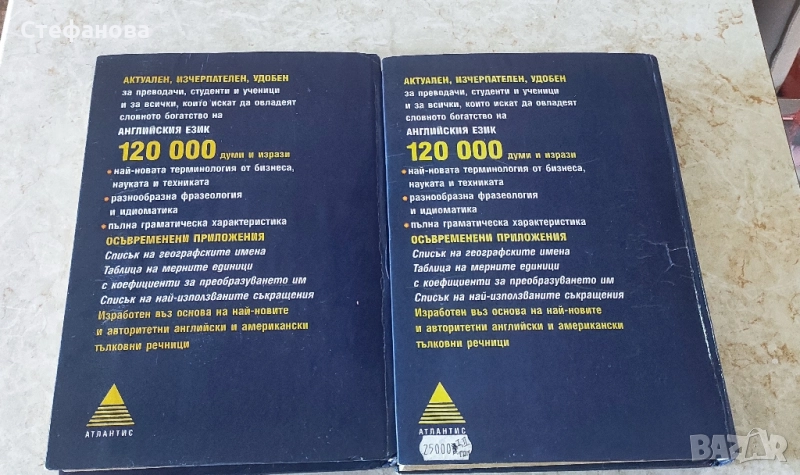 Стефанова
АКТУАЛЕН, ИЗЧЕРПАТЕЛЕН, УДОБЕН
за преводачи, студенти и ученици
и за всички, които искат да овладеят
словното богатство на
АНГЛИЙСКИЯ ЕЗИК
120 000 думи и изрази
• най-новата терминология от бизнеса,
науката и техниката
• разнообразна фразеология
и идиоматика
• пълна граматическа характеристика
ОСЪВРЕМЕНЕНИ ПРИЛОЖЕНИЯ
Списък на географските имена
Таблица на мерните единици
с коефициенти за преобразуването им
Списък на най-използваните съкращения
Изработен въз основа на най-новите
и авторитетни английски и американски
тълковни речници
АТЛАНТИС
АКТУАЛЕН, ИЗЧЕРПАТЕЛЕН, УДОБЕН
за преводачи, студенти и ученици
и за всички, които искат да овладеят
словното богатство на
АНГЛИЙСКИЯ ЕЗИК
120 000 думи и изрази
• най-новата терминология от бизнеса,
науката и техниката
• разнообразна фразеология
и идиоматика
• пълна граматическа характеристика
ОСЪВРЕМЕНЕНИ ПРИЛОЖЕНИЯ
Списък на географските имена
Таблица на мерните единици
с коефициенти за преобразуването им
Списък на най-използваните съкращения
Изработен въз основа на най-новите
и авторитетни английски и американски
тълковни речници
АТЛАНТИС
25000
BAZAR